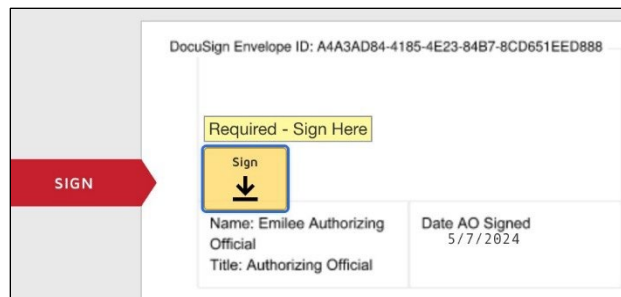 DocuSign Envelope ID: A4A3AD84-4185-4E23-84B7-8CD651EED888
Required - Sign Here
Sign
SIGN
Name: Emilee Authorizing
Official
Title: Authorizing Official
Date AO Signed
5/7/2024